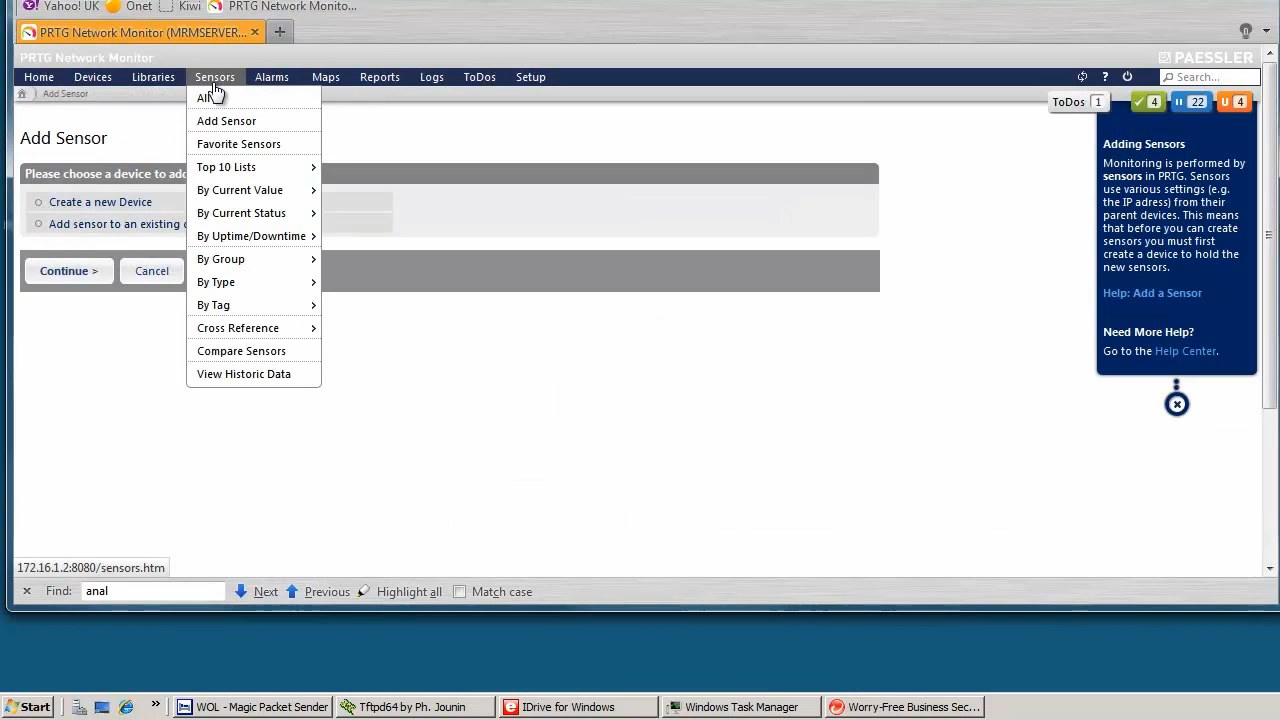 Yahoo! UK Onet Kiwi PRTG Network Monito...
PRTG Network Monitor (MRMSERVER...
PRTG Network Monitor PAESSLER
Home Devices Libraries Sensors Alarms Maps Reports Logs ToDos Setup Search...
Add Sensor
ToDos 1 4 22 U 4
All
Add Sensor
Favorite Sensors
Top 10 Lists
By Current Value
By Current Status
By Uptime/Downtime
By Group
By Type
By Tag
Cross Reference
Compare Sensors
View Historic Data
Add Sensor
Please choose a device to add
Create a new Device
Add sensor to an existing
Continue > Cancel
Adding Sensors
Monitoring is performed by
sensors in PRTG. Sensors
use various settings (e.g.
the IP adress) from their
parent devices. This means
that before you can create
sensors you must first
create a device to hold the
new sensors.
Help: Add a Sensor
Need More Help?
Go to the Help Center.
172.16.1.2:8080/sensors.htm
Find: anal Next Previous Highlight all Match case
Start WOL - Magic Packet Sender Tftpd64 by Ph. Jounin IDrive for Windows Windows Task Manager Worry-Free Business Sec...